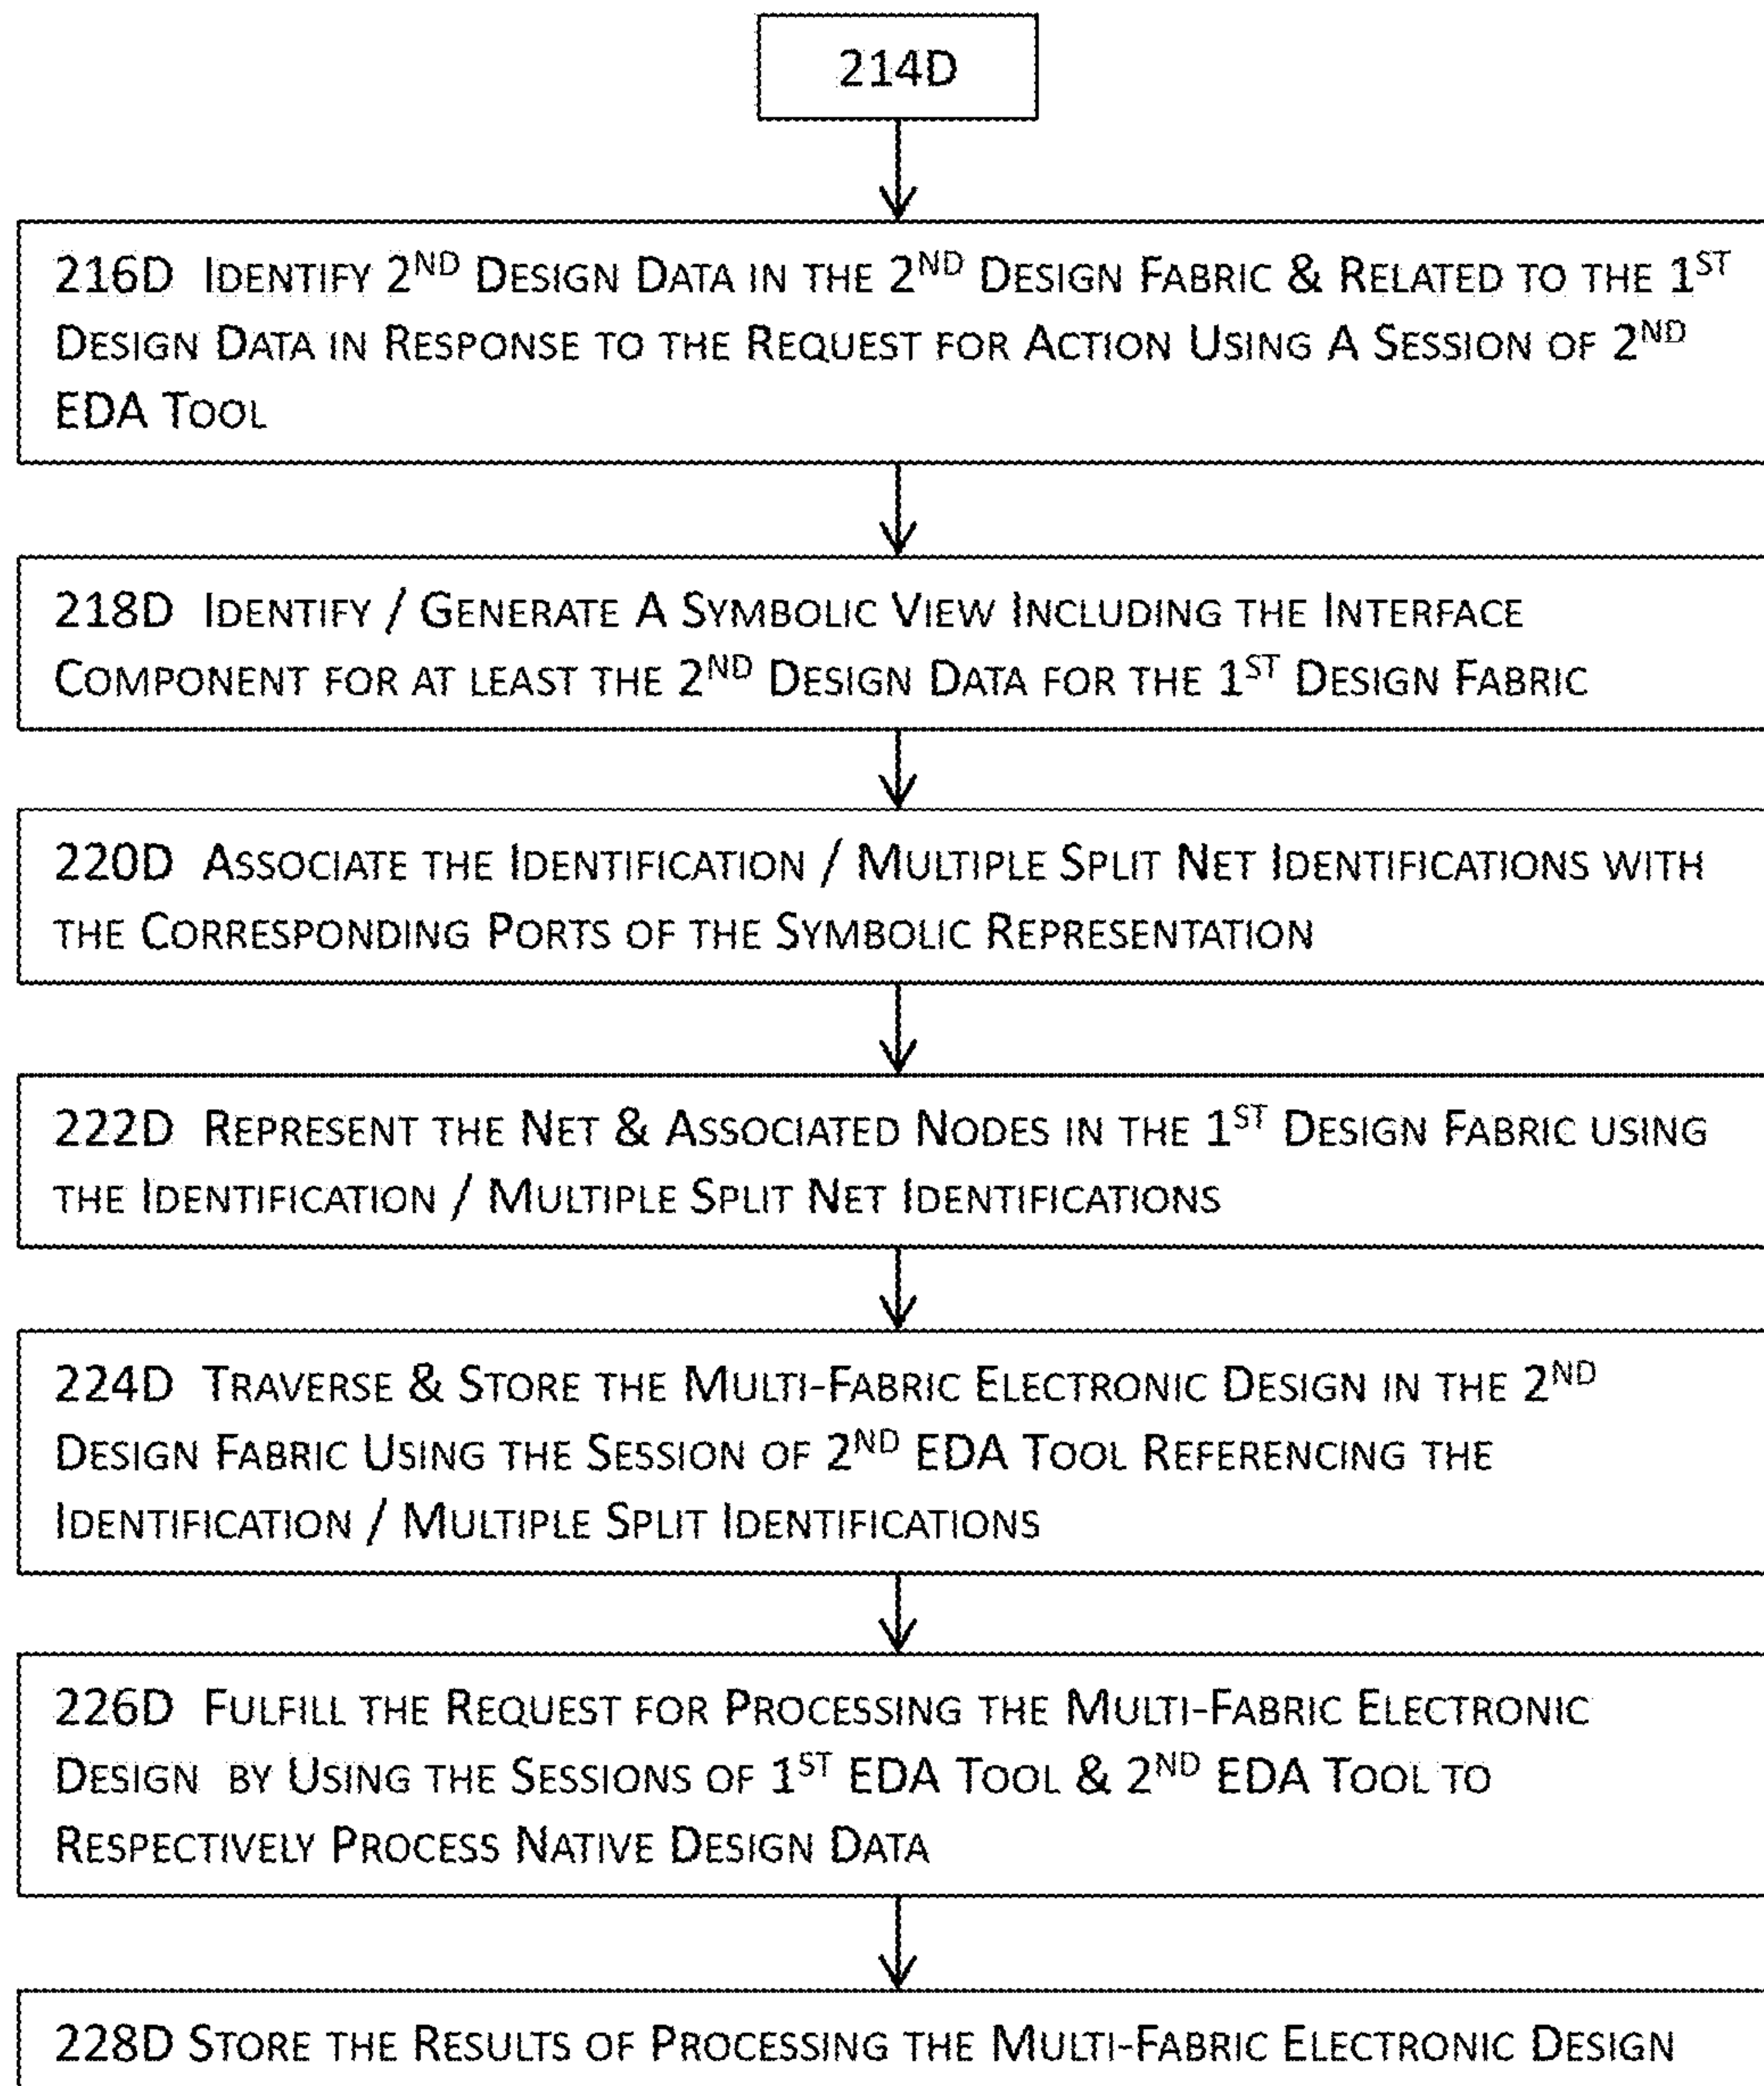 214D
216D IDENTIFY 2ND DESIGN DATA IN THE 2ND DESIGN FABRIC & RELATED TO THE 1ST
DESIGN DATA IN RESPONSE TO THE REQUEST FOR ACTION USING A SESSION OF 2ND
EDA TOOL
218D IDENTIFY / GENERATE A SYMBOLIC VIEW INCLUDING THE INTERFACE
COMPONENT FOR AT LEAST THE 2ND DESIGN DATA FOR THE 1ST DESIGN FABRIC
220D ASSOCIATE THE IDENTIFICATION / MULTIPLE SPLIT NET IDENTIFICATIONS WITH
THE CORRESPONDING PORTS OF THE SYMBOLIC REPRESENTATION
222D REPRESENT THE NET & ASSOCIATED NODES IN THE 1ST DESIGN FABRIC USING
THE IDENTIFICATION / MULTIPLE SPLIT NET IDENTIFICATIONS
224D TRAVERSE & STORE THE MULTI-FABRIC ELECTRONIC DESIGN IN THE 2ND
DESIGN FABRIC USING THE SESSION OF 2ND EDA TOOL REFERENCING THE
IDENTIFICATION / MULTIPLE SPLIT IDENTIFICATIONS
226D FULFILL THE REQUEST FOR PROCESSING THE MULTI-FABRIC ELECTRONIC
DESIGN BY USING THE SESSIONS OF 1ST EDA TOOL & 2ND EDA TOOL TO
RESPECTIVELY PROCESS NATIVE DESIGN DATA
228D STORE THE RESULTS OF PROCESSING THE MULTI-FABRIC ELECTRONIC DESIGN